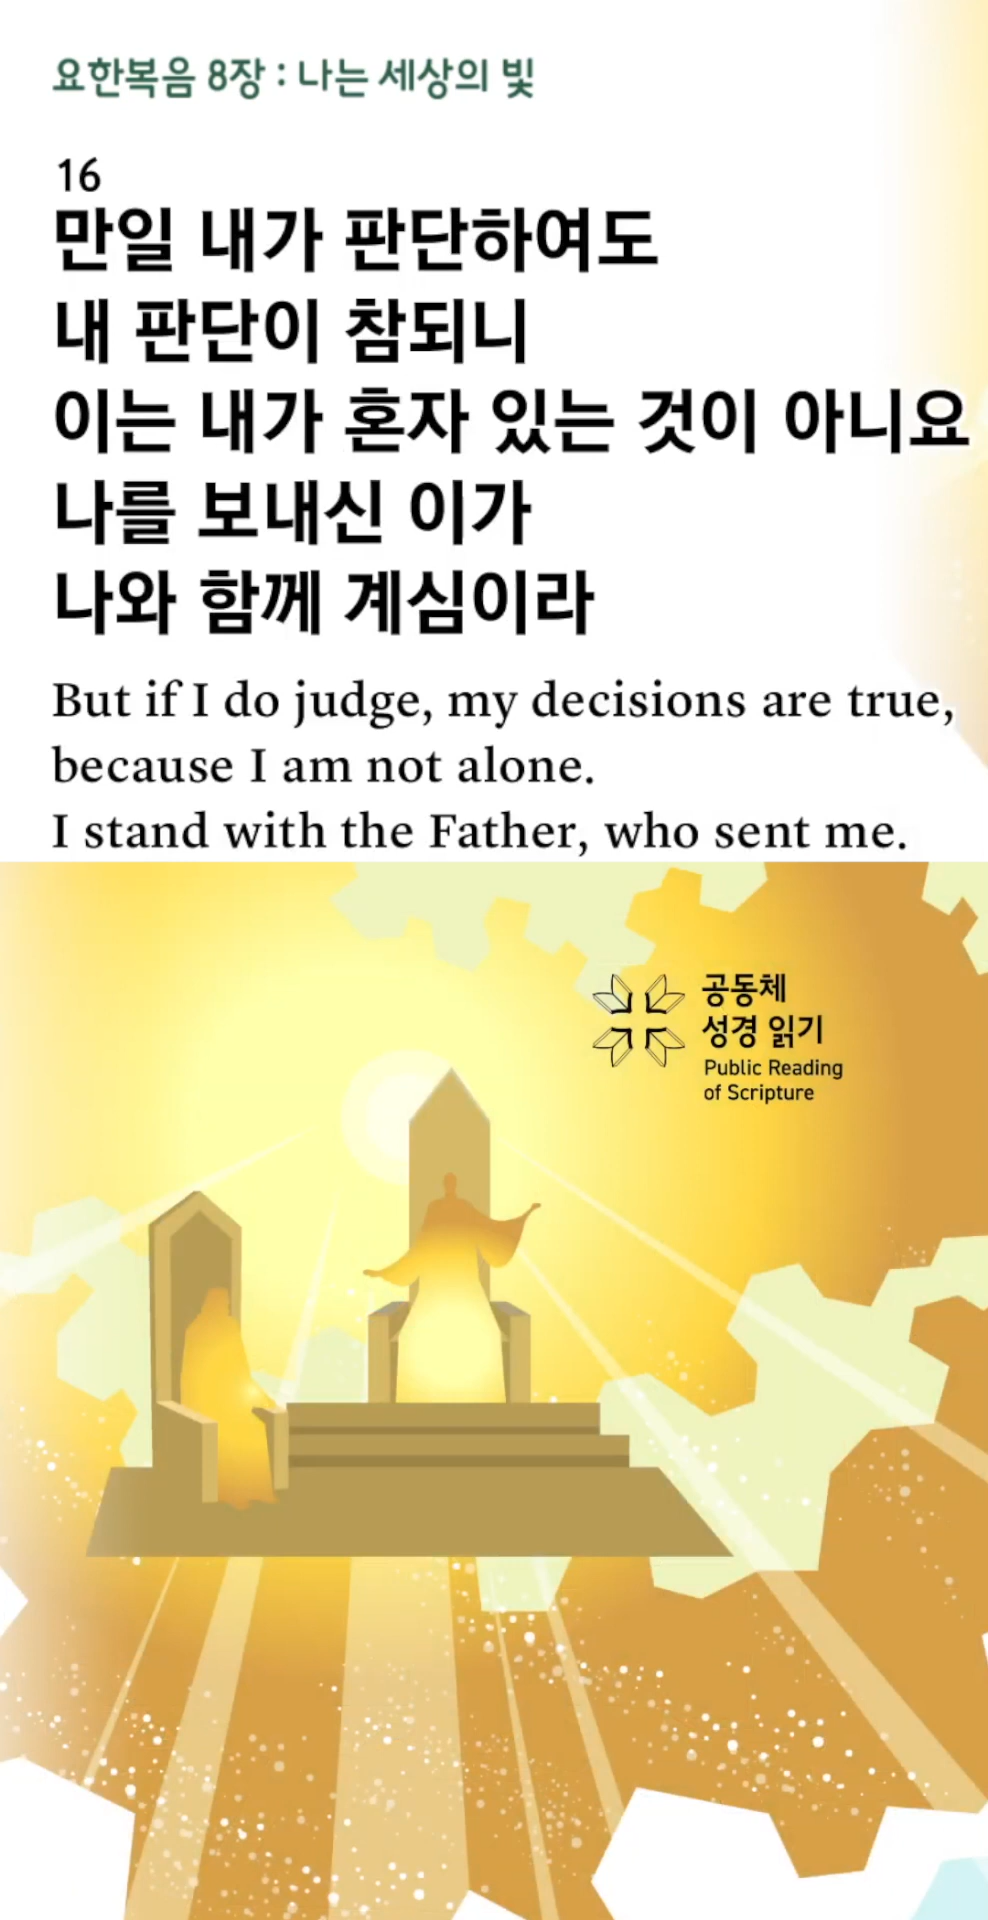 요한복음 8장 : 나는 세상의 빛
16
만일 내가 판단하여도
내 판단이 참되니
이는 내가 혼자 있는 것이 아니요
나를 보내신 이가
나와 함께 계심이라
But if I do judge, my decisions are true,
because I am not alone.
I stand with the Father, who sent me.
공동체
성경 읽기
Public Reading
of Scripture